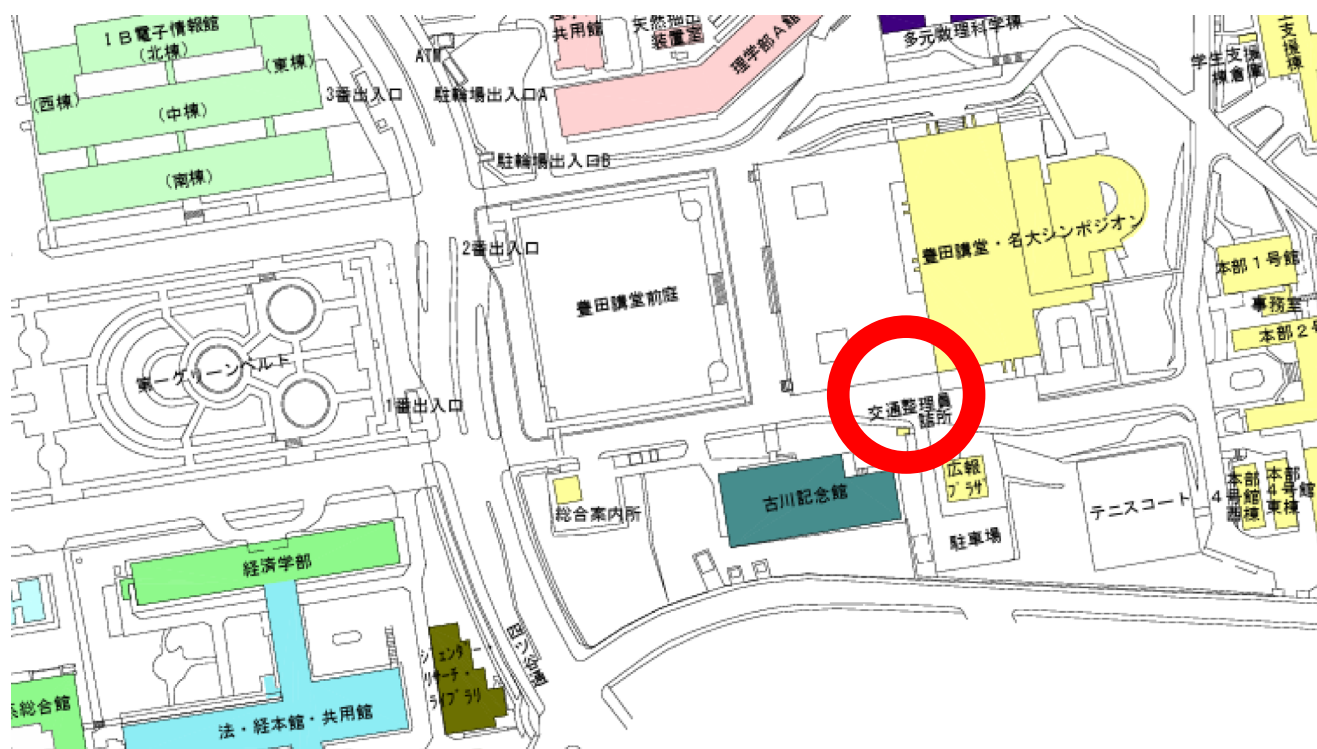 1B電子情報館
(北棟)
(東棟)
(西棟)
(中棟)
(南棟)
ATM
3番出入口
駐輪場出入口A
駐輪場出入口B
共用館
天然抽出
装置室
理学部A館
多元数理科学棟
学生支援
棟倉庫
支援
棟
2番出入口
豊田講堂前庭
豊田講堂・名大シンポジオン
本部1号館
事務室
本部2号
第一グリーンベルト
1番出入口
交通整理員
詰所
古川記念館
広報
プラザ
総合案内所
駐車場
テニスコート
本部
4号館
西棟
本部
4号館
東棟
経済学部
四ツ谷通
ジェンダー・
リサーチ・
ライブラリ
系総合館
法・経本館・共用館